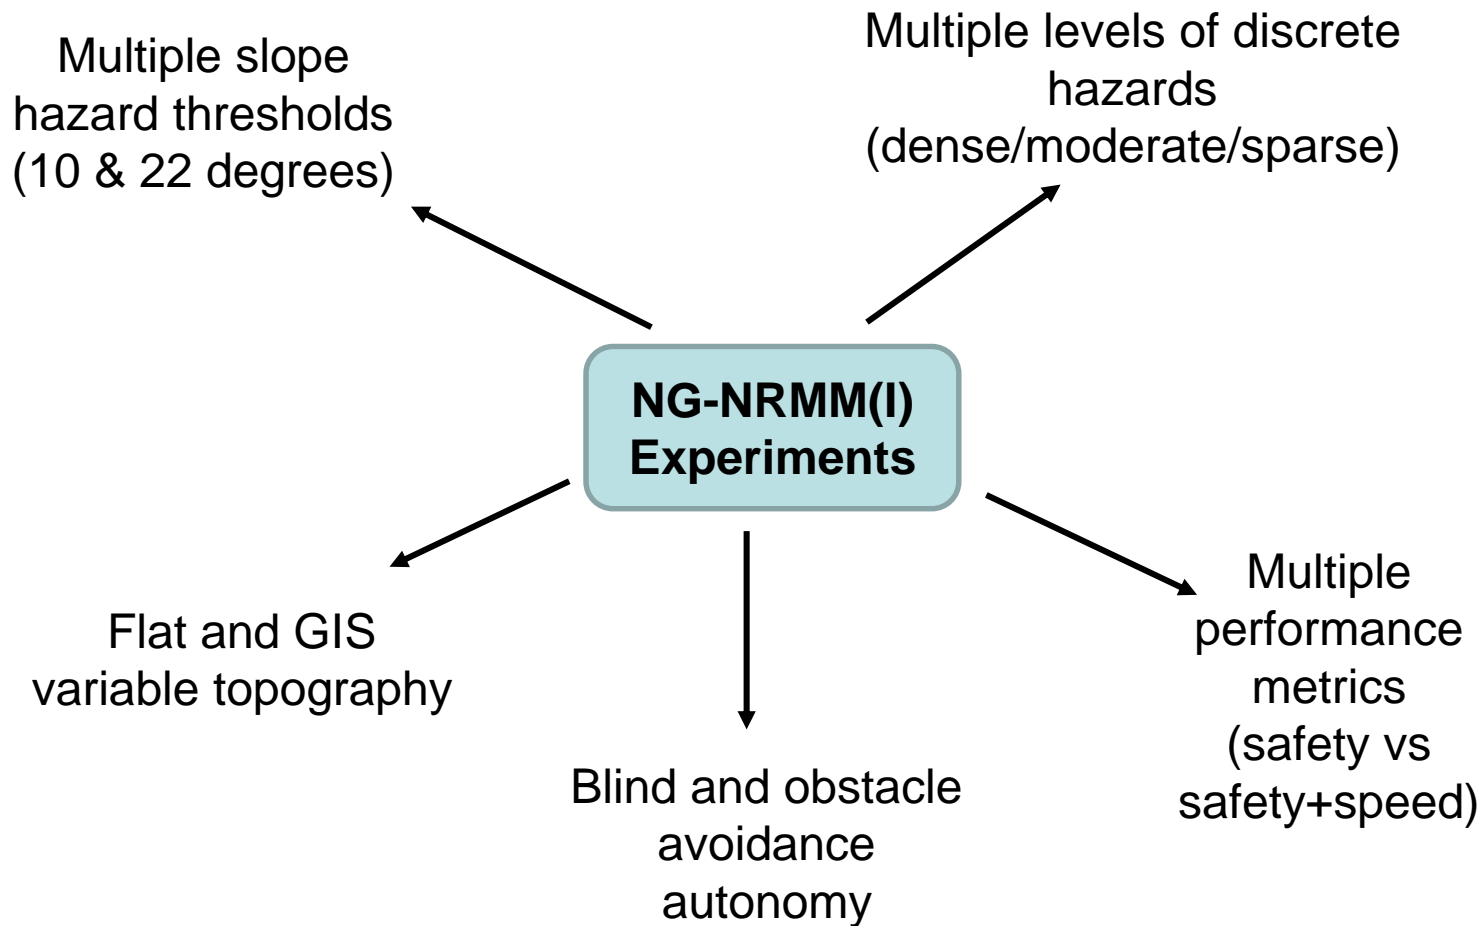 Multiple slope
hazard thresholds
(10 & 22 degrees)
Multiple levels of discrete
hazards
(dense/moderate/sparse)
NG-NRMM(I)
Experiments
Flat and GIS
variable topography
Blind and obstacle
avoidance
autonomy
Multiple
performance
metrics
(safety vs
safety+speed)